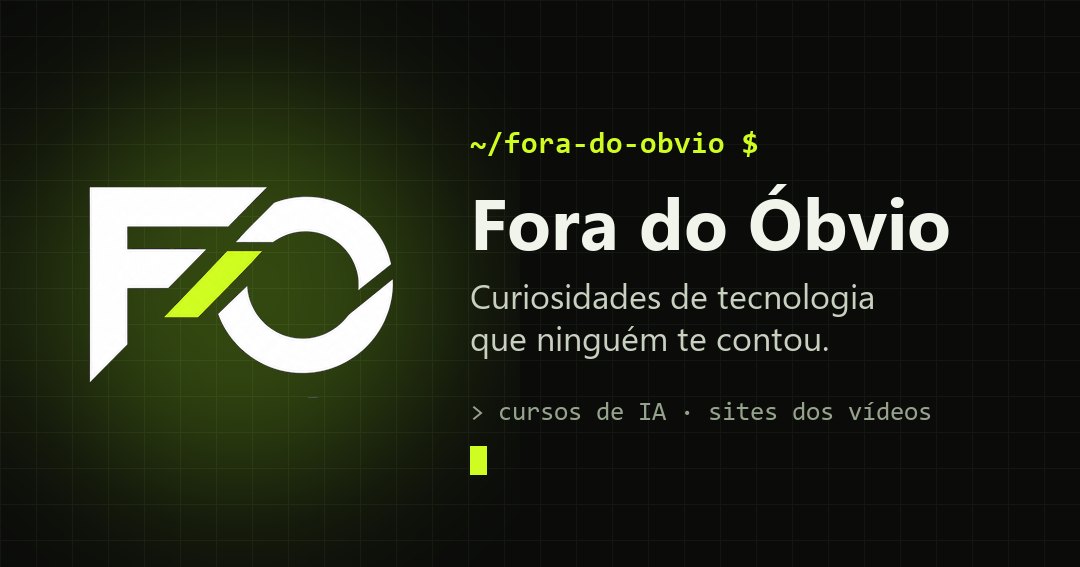 FO
~/fora-do-obvio $
Fora do Óbvio
Curiosidades de tecnologia
que ninguém te contou.
> cursos de IA · sites dos vídeos